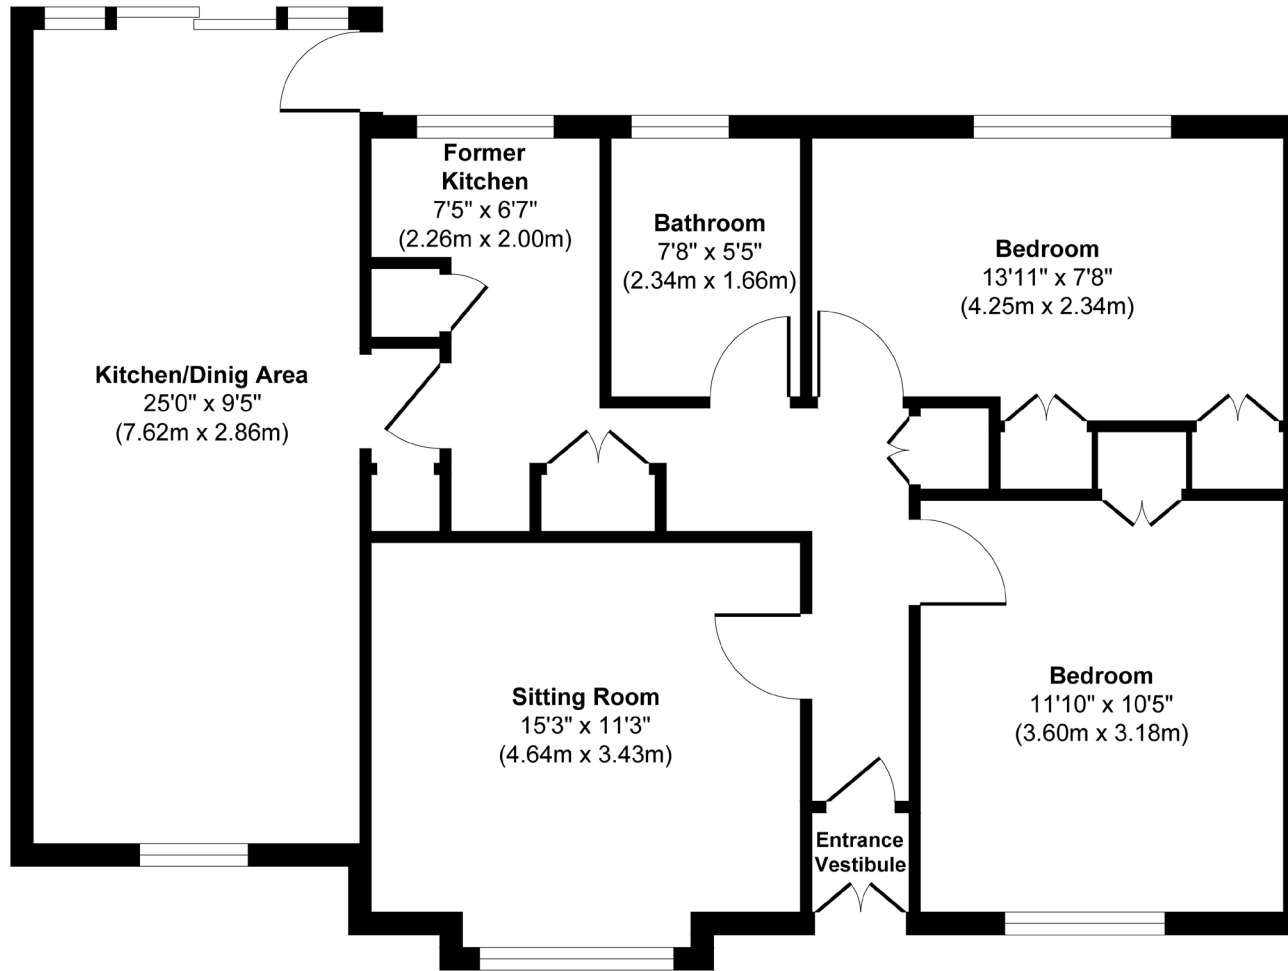 Former
Kitchen
7'5" x 6'7"
(2.26m x 2.00m)
Bathroom
7'8" x 5'5"
(2.34m x 1.66m)
Bedroom
13'11" x 7'8"
(4.25m x 2.34m)
Kitchen/Dinig Area
25'0" x 9'5"
(7.62m x 2.86m)
Sitting Room
15'3" x 11'3"
(4.64m x 3.43m)
Bedroom
11'10" x 10'5"
(3.60m x 3.18m)
Entrance
Vestibule